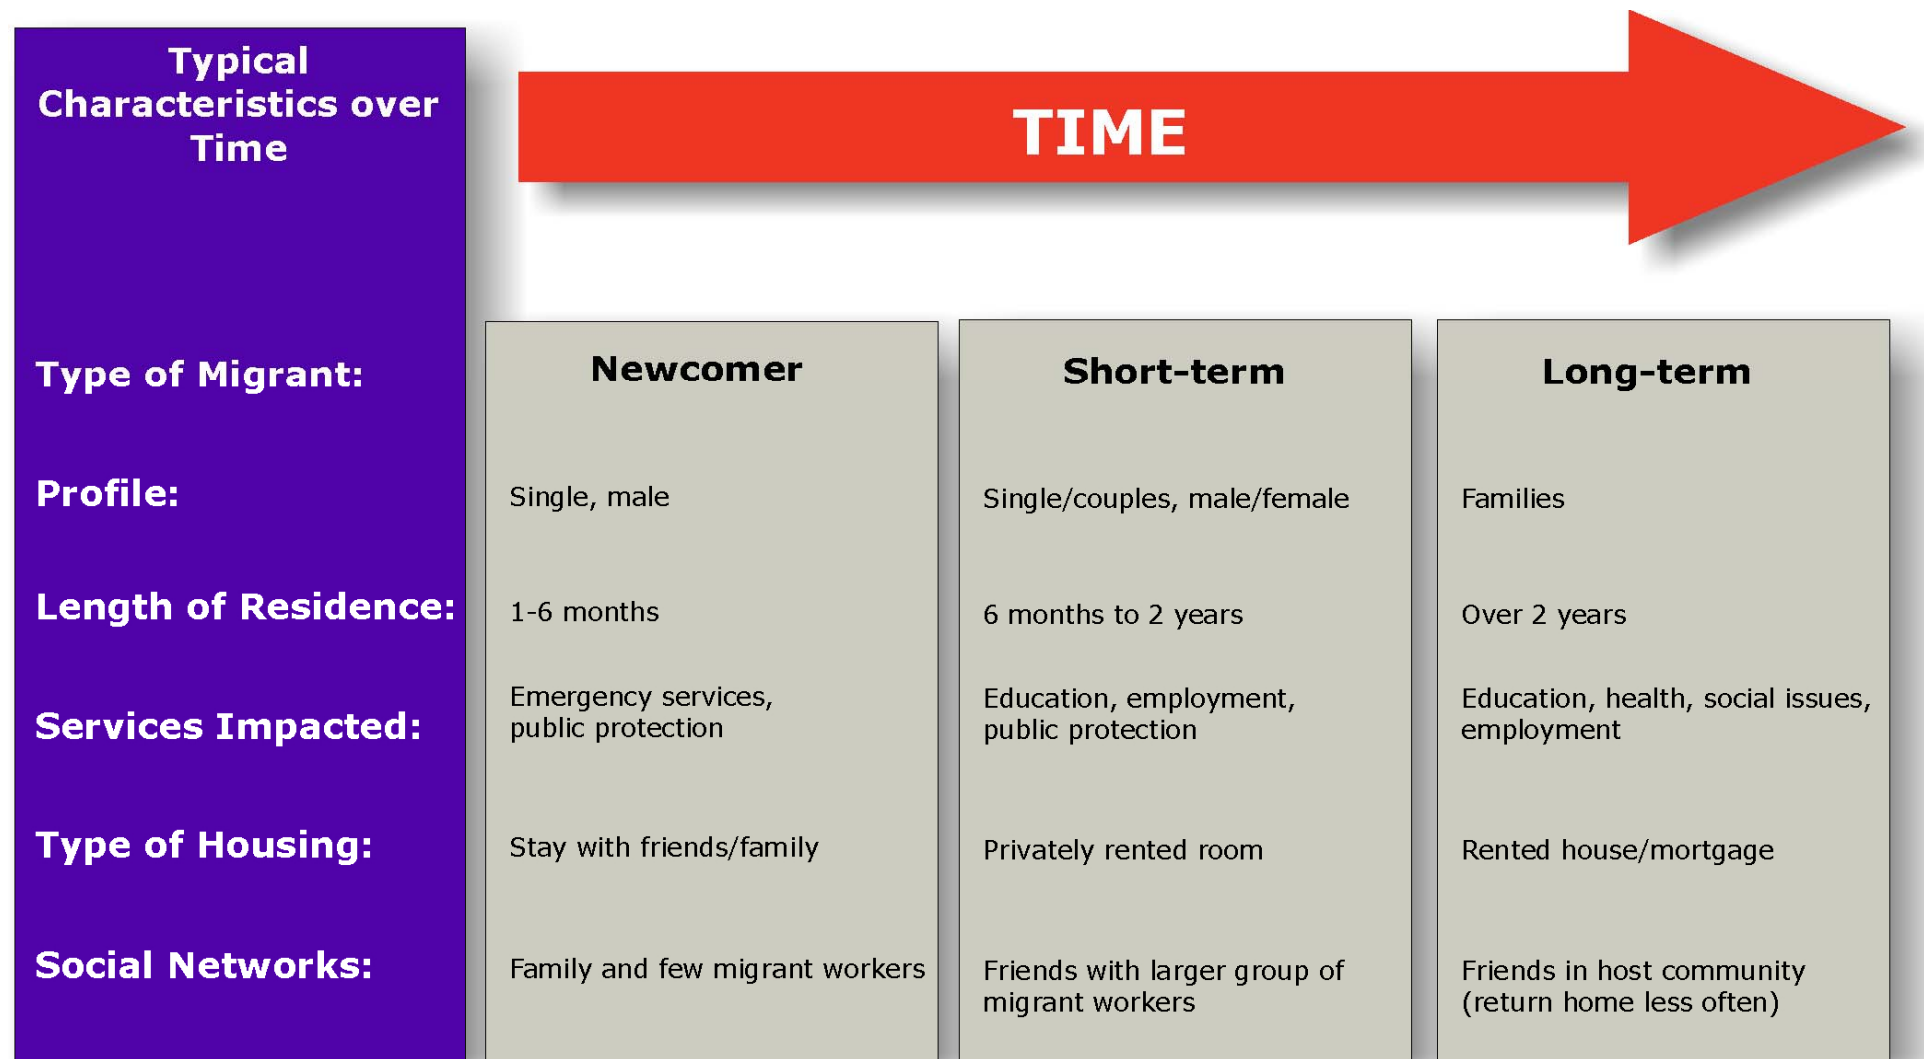 Typical
Characteristics over
Time
TIME
Type of Migrant:
Newcomer
Short-term
Long-term
Profile:
Single, male
Single/couples, male/female
Families
Length of Residence:
1-6 months
6 months to 2 years
Over 2 years
Services Impacted:
Emergency services,
public protection
Education, employment,
public protection
Education, health, social issues,
employment
Type of Housing:
Stay with friends/family
Privately rented room
Rented house/mortgage
Social Networks:
Family and few migrant workers
Friends with larger group of
migrant workers
Friends in host community
(return home less often)